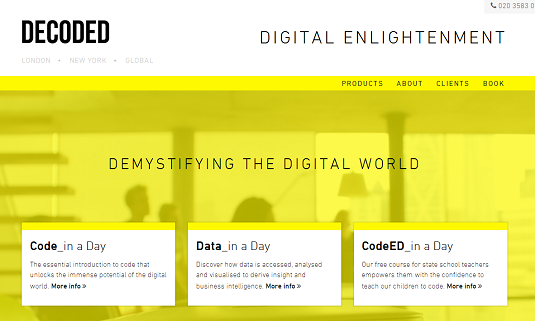 020 3583 0
DECODED
DIGITAL ENLIGHTENMENT
LONDON • NEW YORK • GLOBAL
PRODUCTS ABOUT CLIENTS BOOK
DEMYSTIFYING THE DIGITAL WORLD
Code_in a Day
The essential introduction to code that
unlocks the immense potential of the digital
world. More info »
Data_in a Day
Discover how data is accessed, analysed
and visualised to derive insight and
business intelligence. More info »
CodeED_in a Day
Our free course for state school teachers
empowers them with the confidence to
teach our children to code. More info »